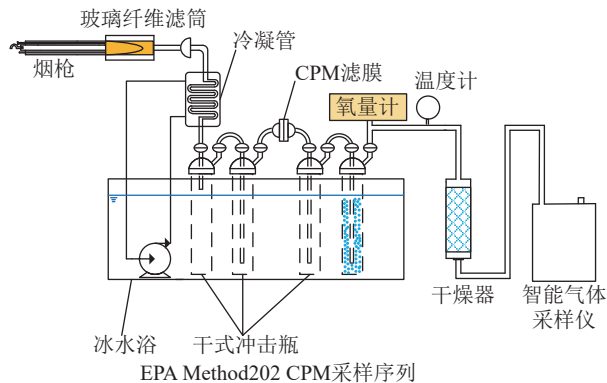 玻璃纤维滤筒
冷凝管
烟枪
CPM滤膜
温度计
氧量计
干燥器
智能气体
采样仪
冰水浴
干式冲击瓶
EPA Method202 CPM采样序列